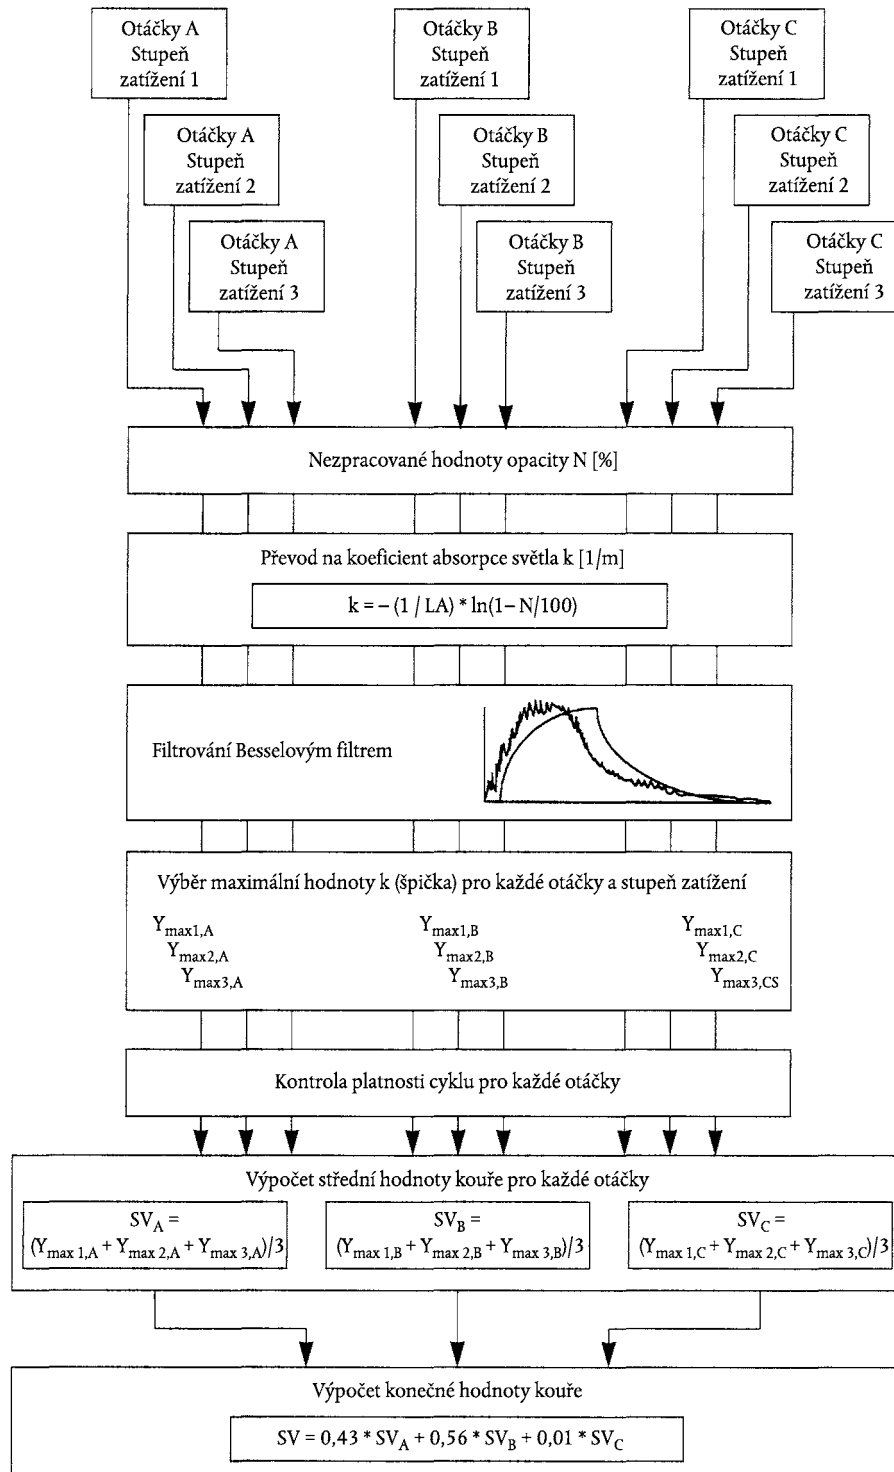 Otáčky A
Stupeň
zatížení 1
Otáčky B
Stupeň
zatížení 1
Otáčky C
Stupeň
zatížení 1
Otáčky A
Stupeň
zatížení 2
Otáčky B
Stupeň
zatížení 2
Otáčky C
Stupeň
zatížení 2
Otáčky A
Stupeň
zatížení 3
Otáčky B
Stupeň
zatížení 3
Otáčky C
Stupeň
zatížení 3
Nezpracované hodnoty opacity N [%]
Převod na koeficient absorpce světla k [1/m]
k = – (1 / LA) * ln(1– N/100)
Filtrování Besselovým filtrem
Výběr maximální hodnoty k (špička) pro každé otáčky a stupeň zatížení
Ymax1,A
Ymax2,A
Ymax3,A
Ymax1,B
Ymax2,B
Ymax3,B
Ymax1,C
Ymax2,C
Ymax3,CS
Kontrola platnosti cyklu pro každé otáčky
Výpočet střední hodnoty kouře pro každé otáčky
SVA =
(Ymax 1,A + Ymax 2,A + Ymax 3,A)/3
SVB =
(Ymax 1,B + Ymax 2,B + Ymax 3,B)/3
SVC =
(Ymax 1,C + Ymax 2,C + Ymax 3,C)/3
Výpočet konečné hodnoty kouře
SV = 0,43 * SVA + 0,56 * SVB + 0,01 * SVC